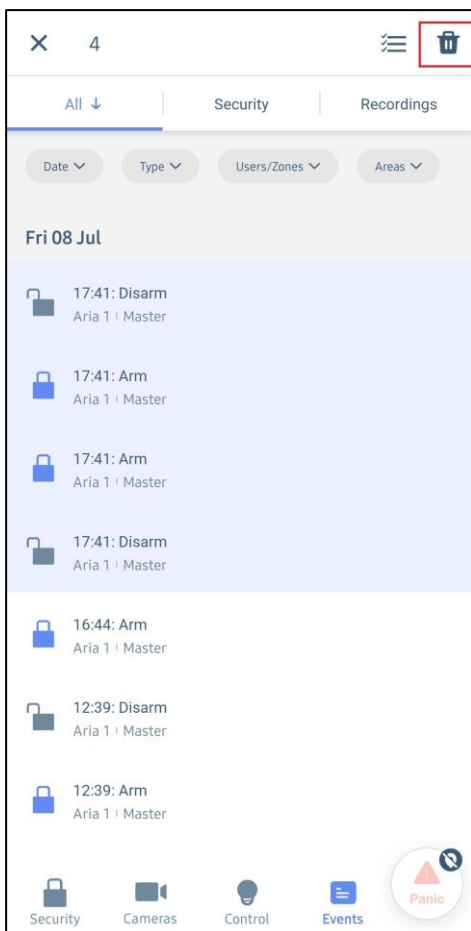 4
All ↓ Security Recordings
Date Type Users/Zones Areas
Fri 08 Jul
17:41: Disarm
Aria 1 | Master
17:41: Arm
Aria 1 | Master
17:41: Arm
Aria 1 | Master
17:41: Disarm
Aria 1 | Master
16:44: Arm
Aria 1 | Master
12:39: Disarm
Aria 1 | Master
12:39: Arm
Aria 1 | Master
Panic
Security Cameras Control Events